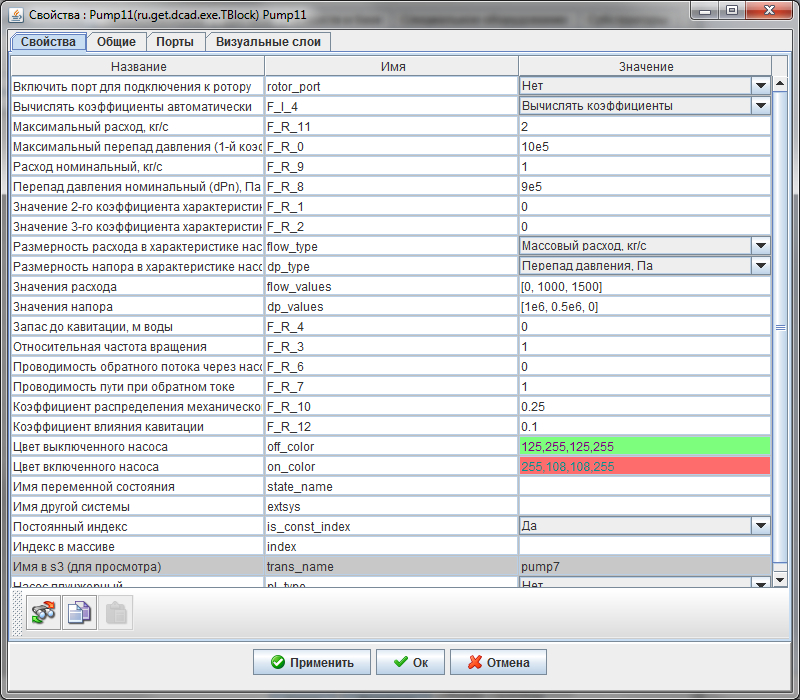 Свойства : Pump11(ru.get.dcad.exe.TBlock) Pump11
Свойства Общие Порты Визуальные слои
Название Имя Значение
Включить порт для подключения к ротору rotor_port Нет
Вычислять коэффициенты автоматически F_I_4 Вычислять коэффициенты
Максимальный расход, кг/с F_R_11 2
Максимальный перепад давления (1-й коэф F_R_0 10e5
Расход номинальный, кг/с F_R_9 1
Перепад давления номинальный (dPn), Па F_R_8 9e5
Значение 2-го коэффициента характеристик F_R_1 0
Значение 3-го коэффициента характеристик F_R_2 0
Размерность расхода в характеристике нас flow_type Массовый расход, кг/с
Размерность напора в характеристике насо dp_type Перепад давления, Па
Значения расхода flow_values [0, 1000, 1500]
Значения напора dp_values [1e6, 0.5e6, 0]
Запас до кавитации, м воды F_R_4 0
Относительная частота вращения F_R_3 1
Проводимость обратного потока через насо F_R_6 0
Проводимость пути при обратном токе F_R_7 1
Коэффициент распределения механическо F_R_10 0.25
Коэффициент влияния кавитации F_R_12 0.1
Цвет выключенного насоса off_color 125,255,125,255
Цвет включенного насоса on_color 255,108,108,255
Имя переменной состояния state_name
Имя другой системы extsys
Постоянный индекс is_const_index Да
Индекс в массиве index
Имя в s3 (для просмотра) trans_name pump7
Насос плунжерный pl_type Нет
Применить Ок Отмена